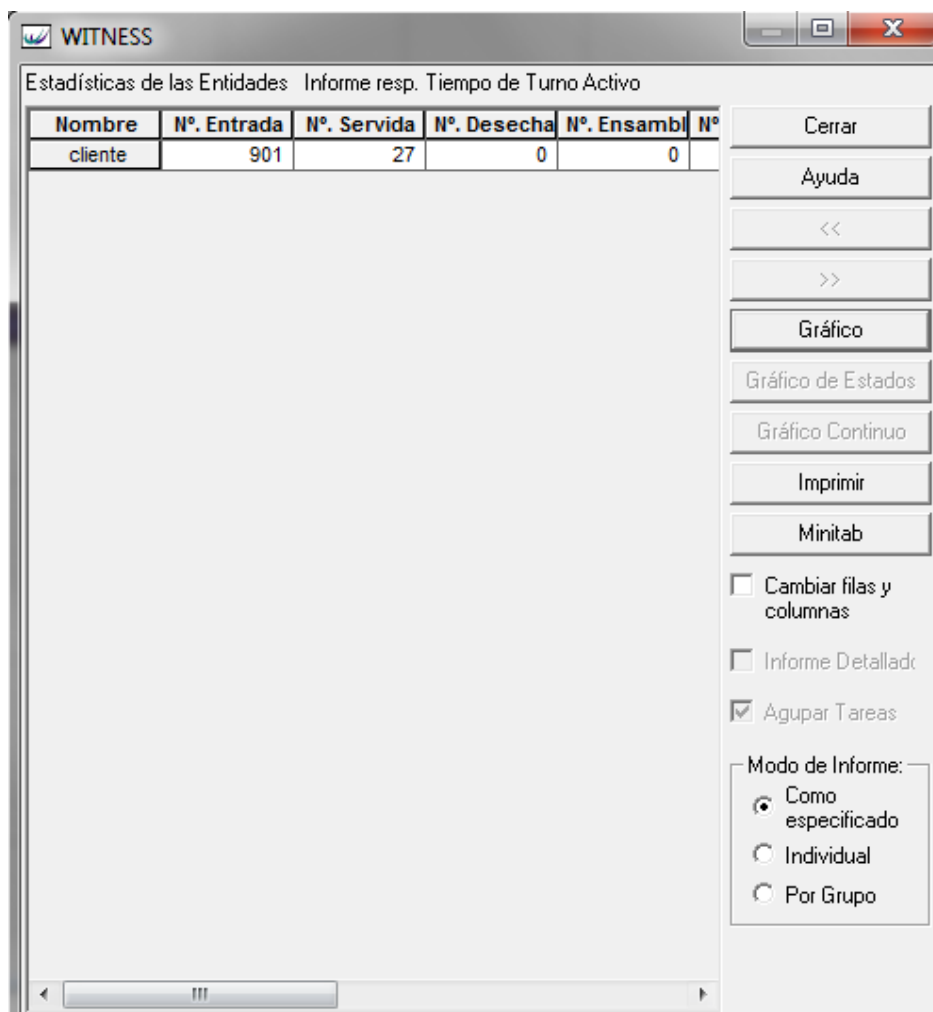 WITNESS
Estadísticas de las Entidades Informe resp. Tiempo de Turno Activo
Nombre Nº. Entrada Nº. Servida Nº. Desecha Nº. Ensambl Nº
cliente 901 27 0 0
Cerrar
Ayuda
<<
>>
Gráfico
Gráfico de Estados
Gráfico Continuo
Imprimir
Minitab
Cambiar filas y
columnas
Informe Detallado
Agupar Tareas
Modo de Informe:
Como
especificado
Individual
Por Grupo